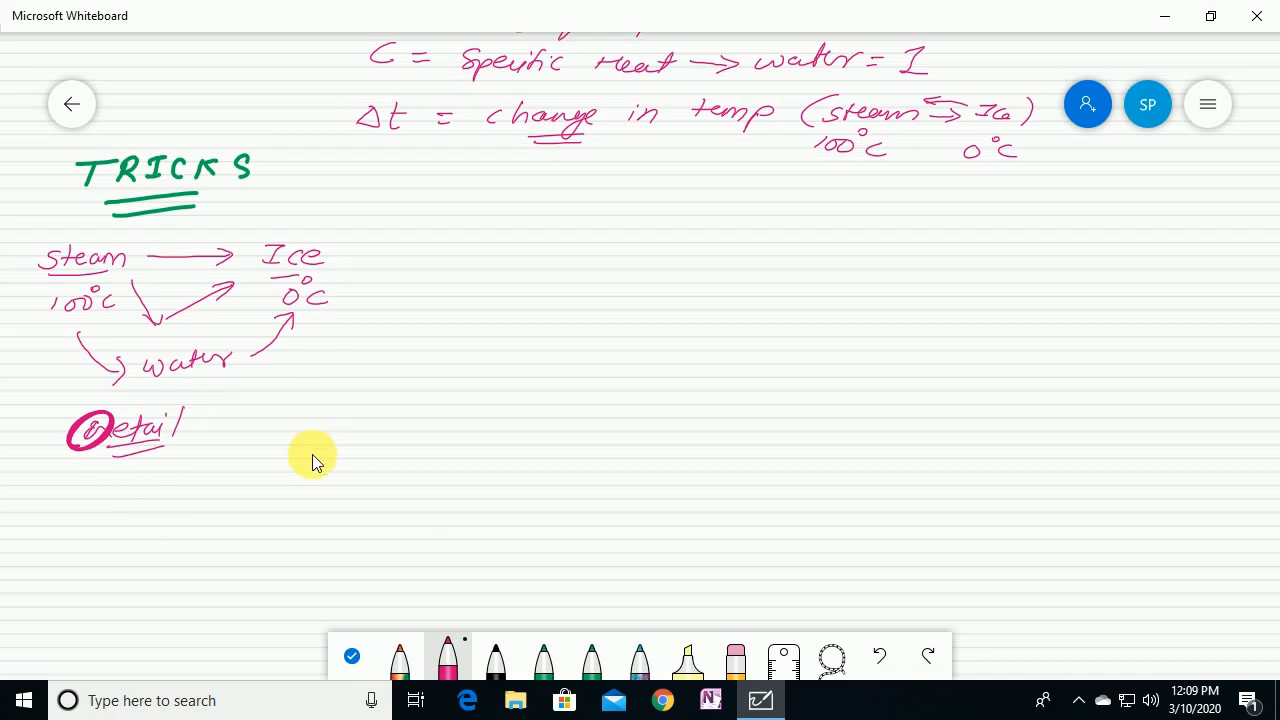 Microsoft Whiteboard
C = Specific Heat → water = 1
Δt = change in temp (steam ⇄ Ice)
100°C 0°C
SP
TRICKS
steam → Ice
100°C 0°C
water
Detail
Type here to search
12:09 PM
3/10/2020
1